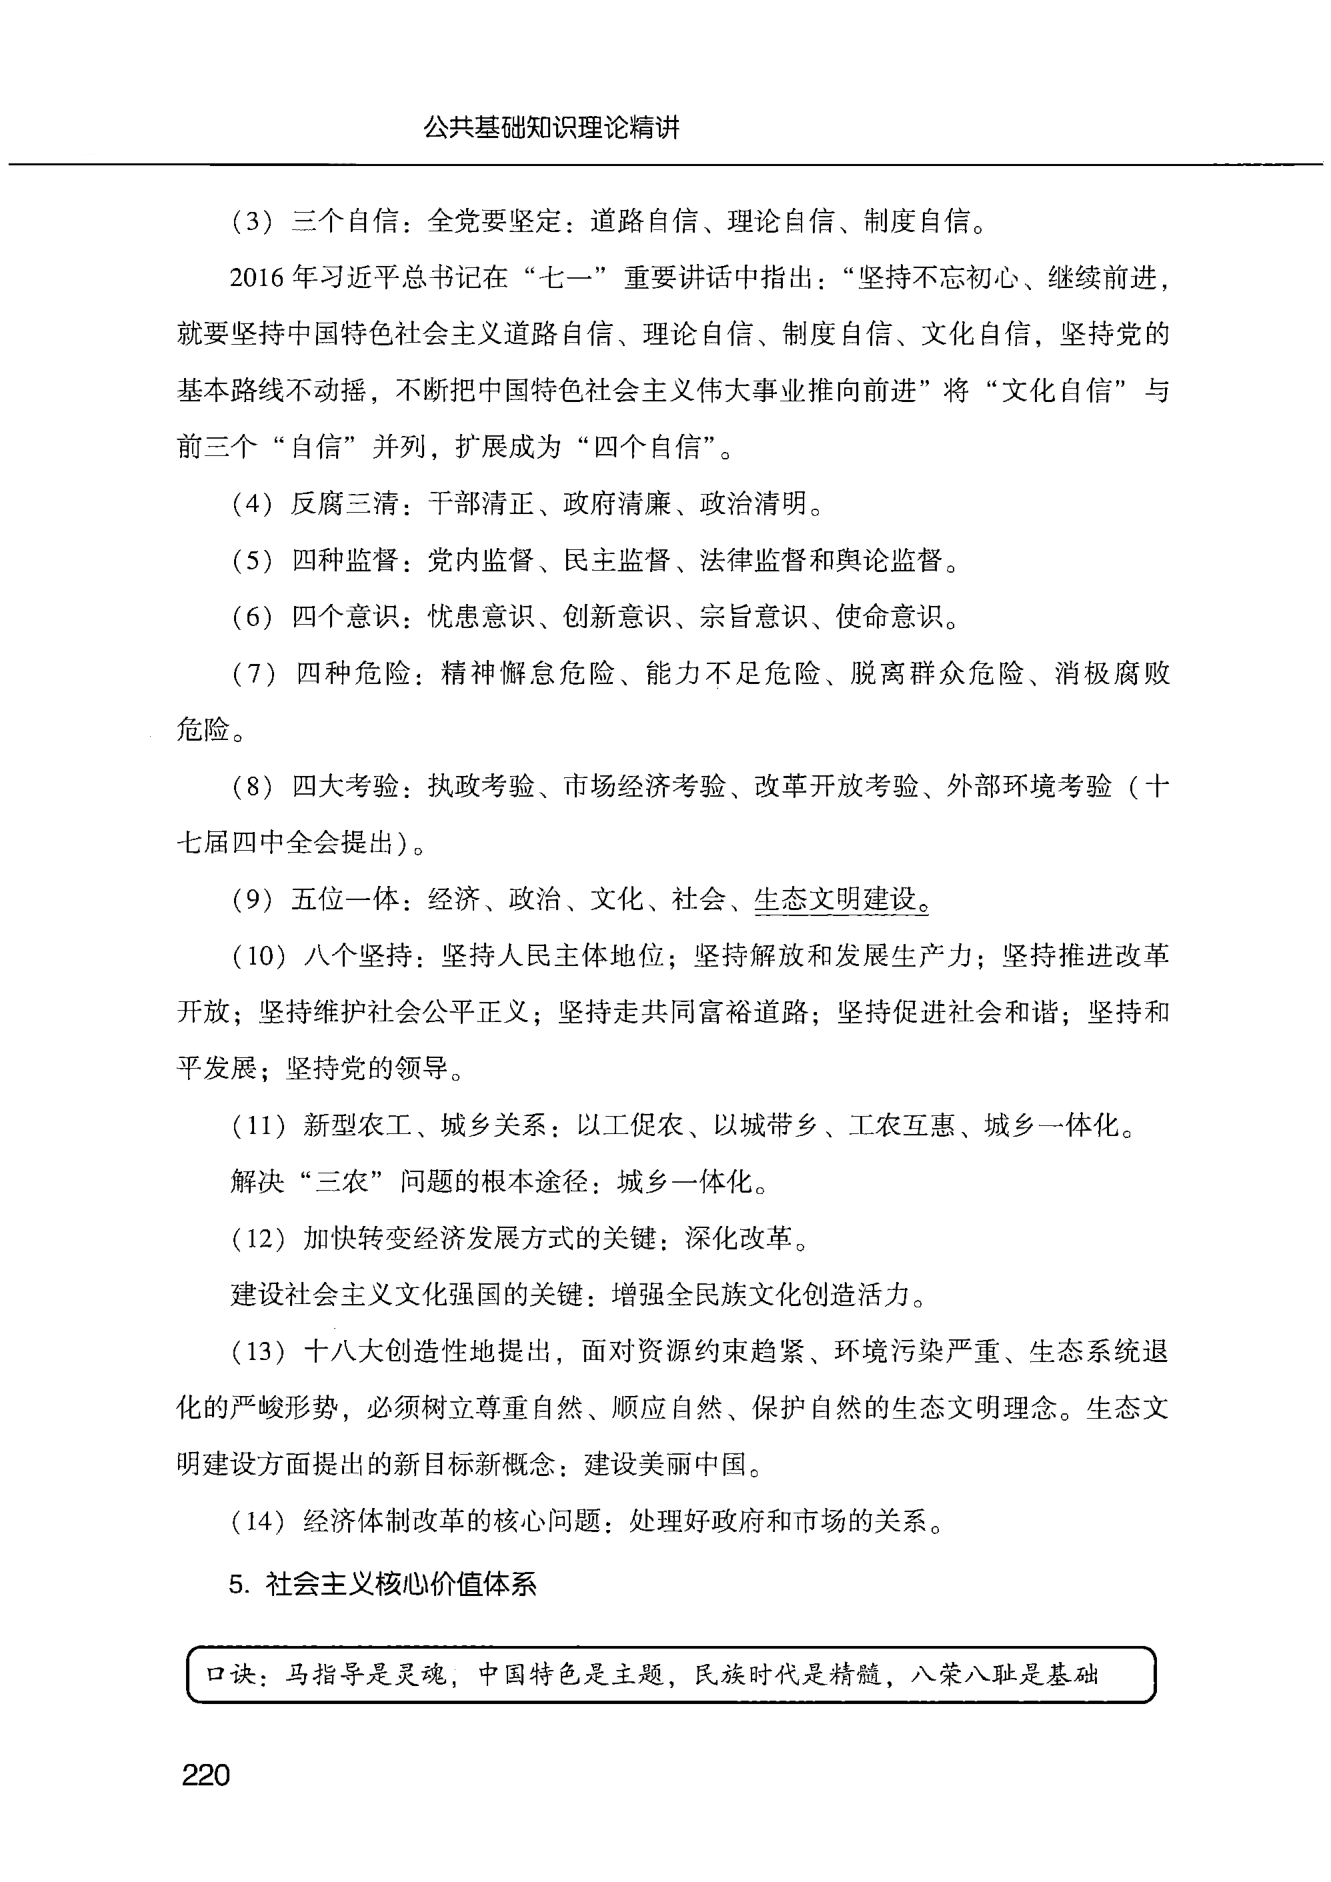 公共基础知识理论精讲
（3）三个自信：全党要坚定：道路自信、理论自信、制度自信。
2016年习近平总书记在“七一”重要讲话中指出：“坚持不忘初心、继续前进，
就要坚持中国特色社会主义道路自信、理论自信、制度自信、文化自信，坚持党的
基本路线不动摇，不断把中国特色社会主义伟大事业推向前进”将“文化自信”与
前三个“自信”并列，扩展成为“四个自信”。
（4）反腐三清：干部清正、政府清廉、政治清明。
（5）四种监督：党内监督、民主监督、法律监督和舆论监督。
（6）四个意识：忧患意识、创新意识、宗旨意识、使命意识。
（7）四种危险：精神懈怠危险、能力不足危险、脱离群众危险、消极腐败
危险。
（8）四大考验：执政考验、市场经济考验、改革开放考验、外部环境考验（十
七届四中全会提出）。
（9）五位一体：经济、政治、文化、社会、生态文明建设。
（10）八个坚持：坚持人民主体地位；坚持解放和发展生产力；坚持推进改革
开放；坚持维护社会公平正义；坚持走共同富裕道路；坚持促进社会和谐；坚持和
平发展；坚持党的领导。
（11）新型农工、城乡关系：以工促农、以城带乡、工农互惠、城乡一体化。
解决“三农”问题的根本途径：城乡一体化。
（12）加快转变经济发展方式的关键：深化改革。
建设社会主义文化强国的关键：增强全民族文化创造活力。
（13）十八大创造性地提出，面对资源约束趋紧、环境污染严重、生态系统退
化的严峻形势，必须树立尊重自然、顺应自然、保护自然的生态文明理念。生态文
明建设方面提出的新目标新概念：建设美丽中国。
（14）经济体制改革的核心问题：处理好政府和市场的关系。
5. 社会主义核心价值体系
口诀：马指导是灵魂，中国特色是主题，民族时代是精髓，八荣八耻是基础
220